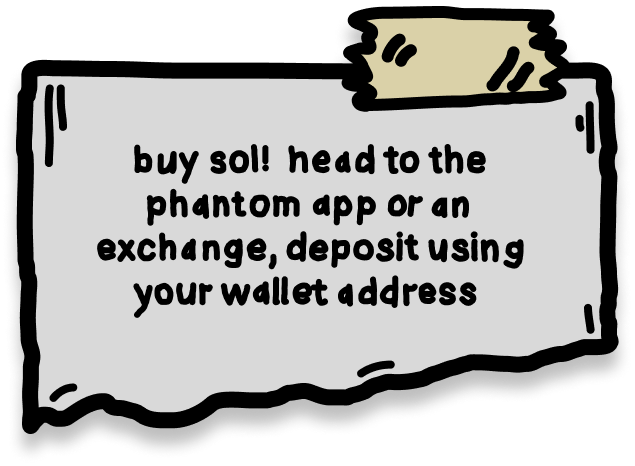 buy sol! head to the
phantom app or an
exchange, deposit using
your wallet address